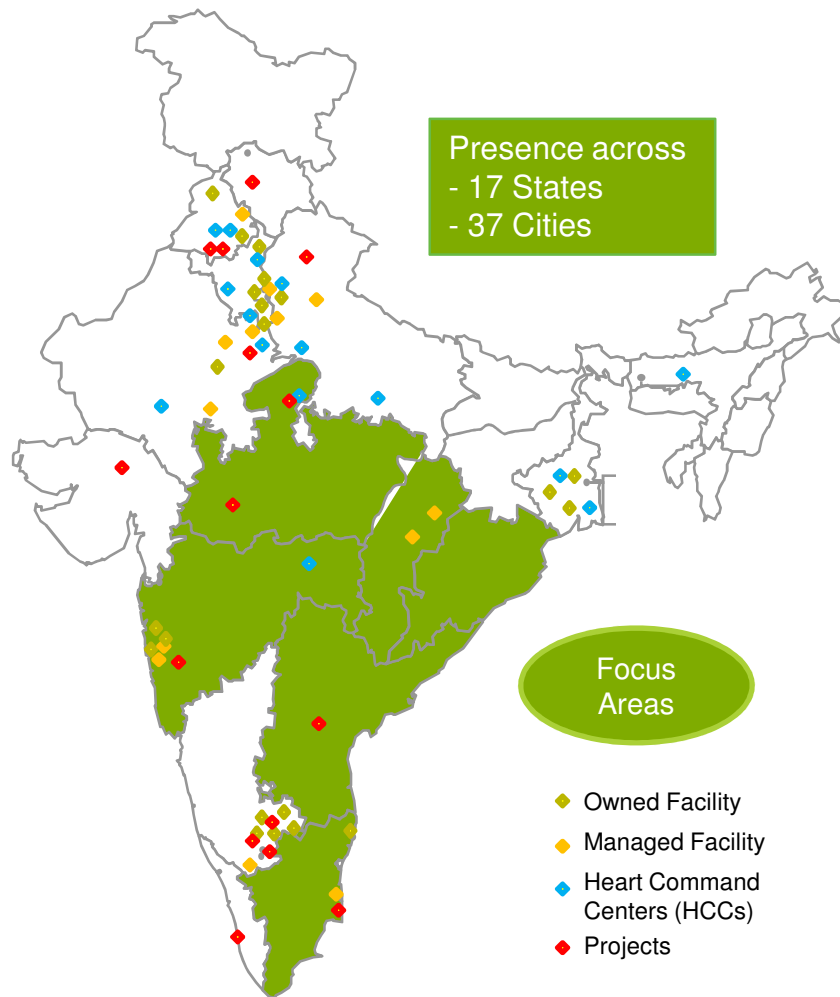 Presence across
- 17 States
- 37 Cities
Focus
Areas
Owned Facility
Managed Facility
Heart Command
Centers (HCCs)
Projects